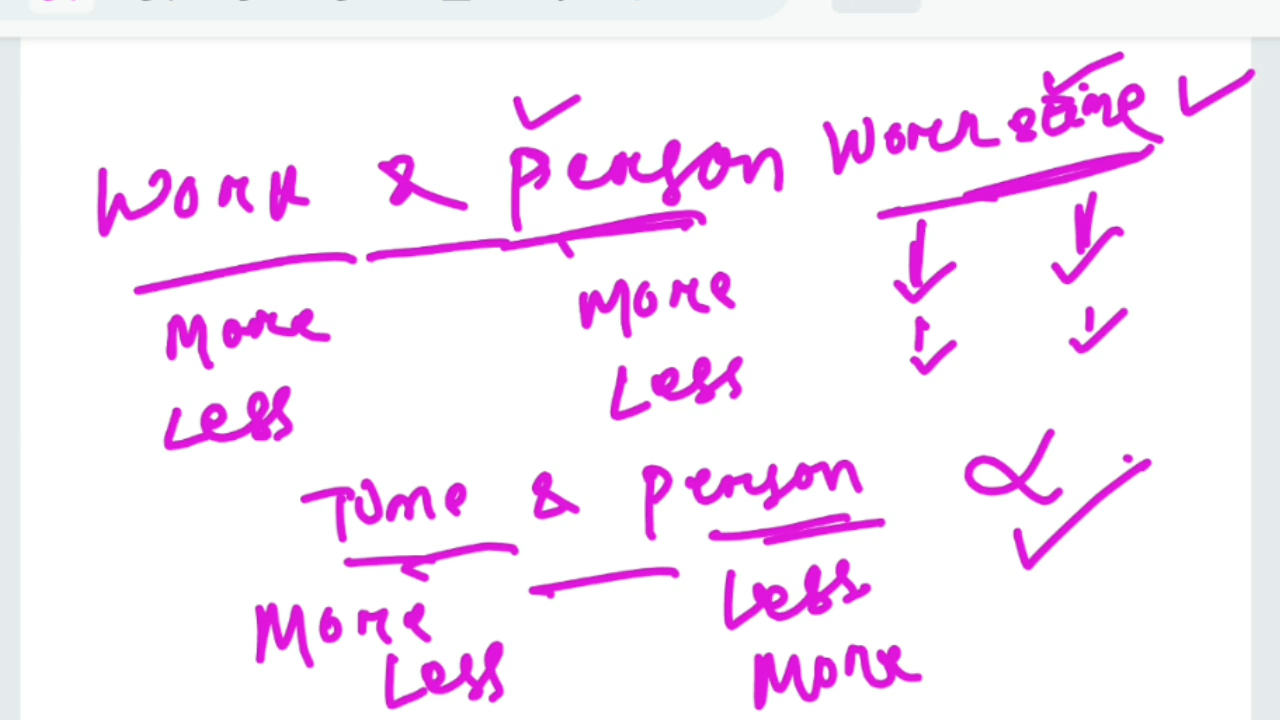 Work & Person Work & time
More More
Less Less
Time & Person ∝
More Less
Less More